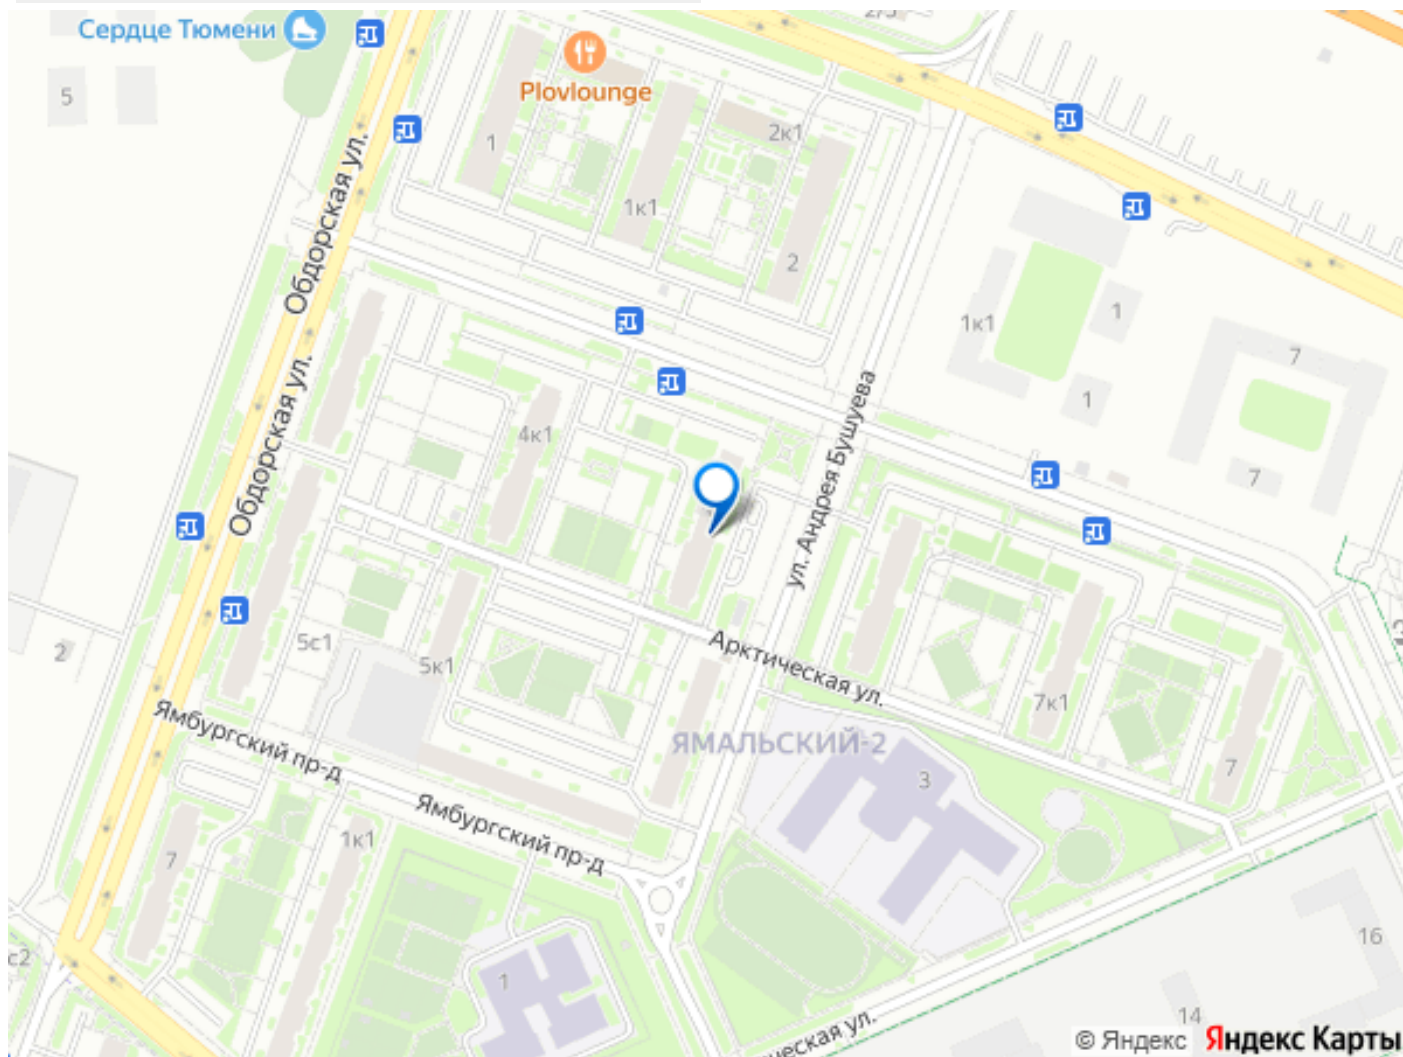 Сердце Тюмени
Plovlounge
5
1
2к1
1к1
2
Обдорская ул.
1к1
1
7
1
7
Обдорская ул.
ул. Андрея Бушуева
4к1
5с1
5к1
2
Арктическая ул.
7к1
7
ЯМАЛЬСКИЙ-2
3
Ямбургский пр-д
Ямбургский пр-д
7
1к1
1
16
14
© Яндекс Яндекс Карты